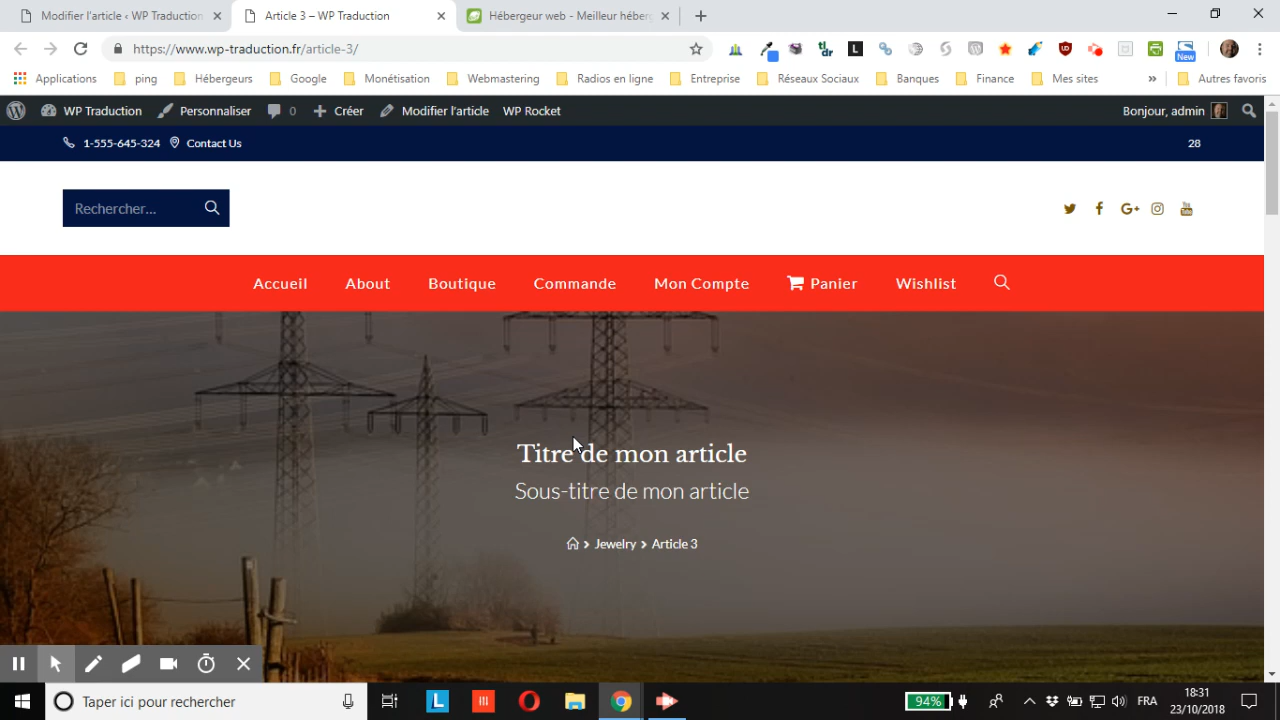 Modifier l'article ‹ WP Traduction
Article 3 – WP Traduction
Hébergeur web - Meilleur héberg
https://www.wp-traduction.fr/article-3/
tl;dr
L
New
Applications
ping
Hébergeurs
Google
Monétisation
Webmastering
Radios en ligne
Entreprise
Réseaux Sociaux
Banques
Finance
Mes sites
»
Autres favoris
WP Traduction
Personnaliser
0
Créer
Modifier l'article
WP Rocket
Bonjour, admin
1-555-645-324
Contact Us
28
Rechercher...
Accueil
About
Boutique
Commande
Mon Compte
Panier
Wishlist
Titre de mon article
Sous-titre de mon article
Jewelry
Article 3
Taper ici pour rechercher
L
94%
FRA
18:31
23/10/2018